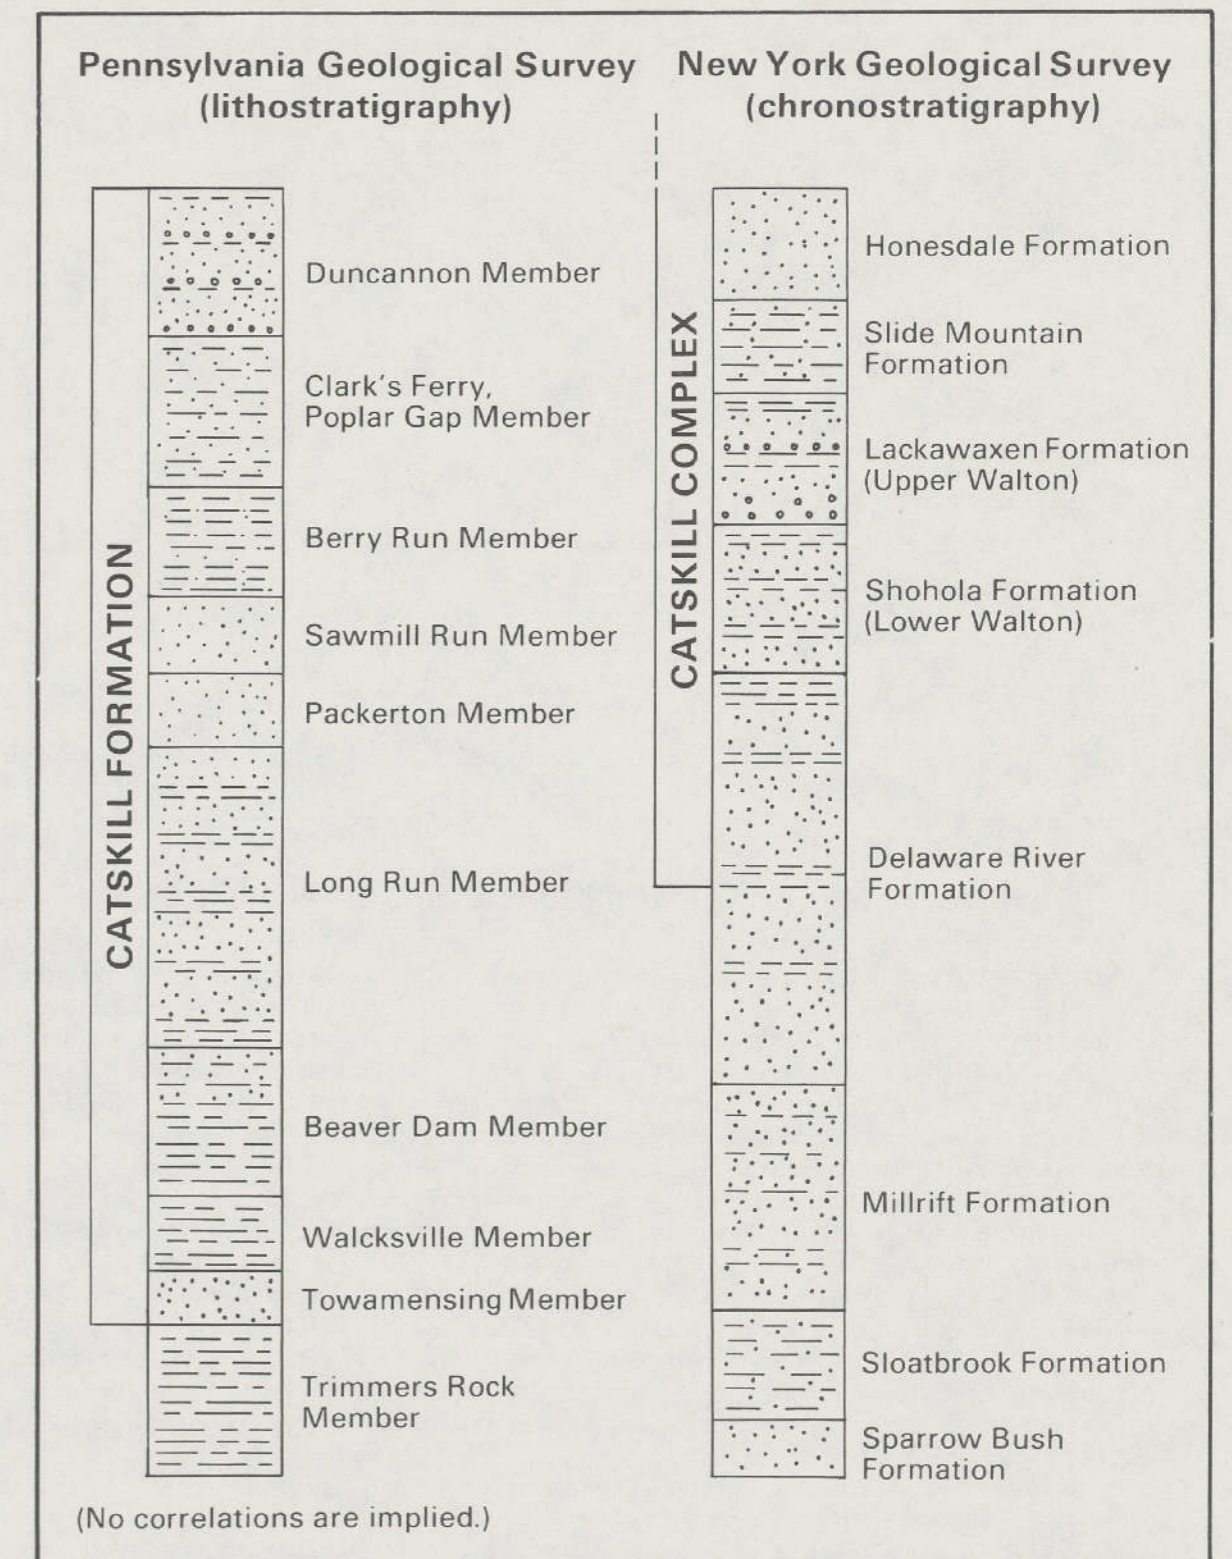 Pennsylvania Geological Survey
(lithostratigraphy)
CATSKILL FORMATION
Duncannon Member
Clark's Ferry,
Poplar Gap Member
Berry Run Member
Sawmill Run Member
Packerton Member
Long Run Member
Beaver Dam Member
Walcksville Member
Towamensing Member
Trimmers Rock
Member
New York Geological Survey
(chronostratigraphy)
CATSKILL COMPLEX
Honesdale Formation
Slide Mountain
Formation
Lackawaxen Formation
(Upper Walton)
Shohola Formation
(Lower Walton)
Delaware River
Formation
Millrift Formation
Sloatbrook Formation
Sparrow Bush
Formation
(No correlations are implied.)